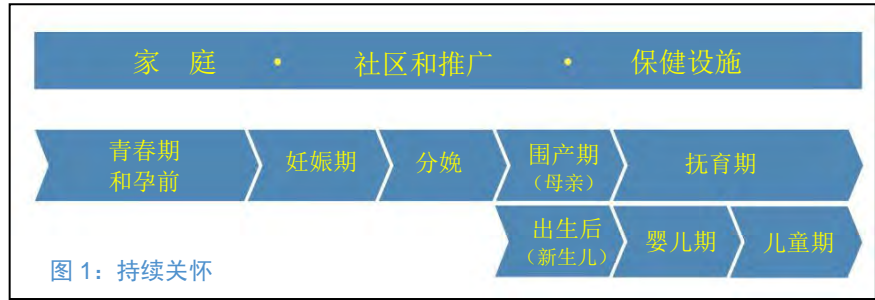 家 庭 • 社区和推广 • 保健设施
青春期
和孕前
妊娠期
分娩
围产期
（母亲）
抚育期
出生后
（新生儿）
婴儿期
儿童期
图 1：持续关怀